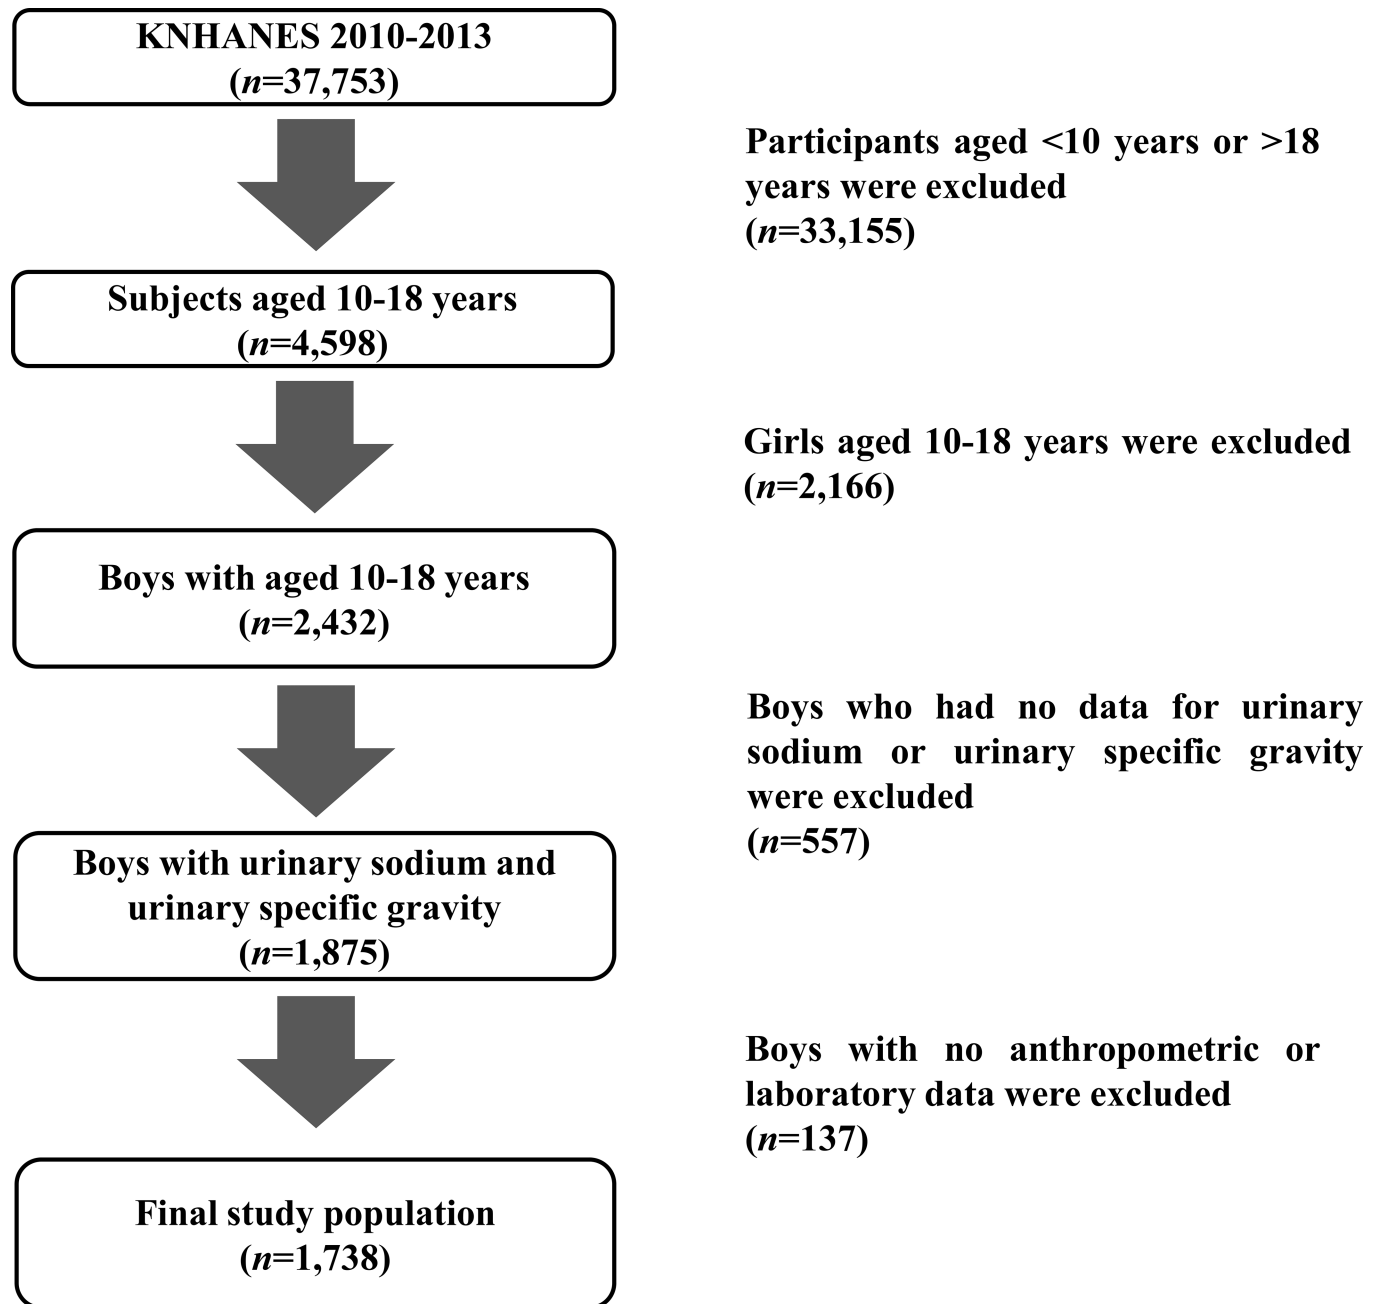 KNHANES 2010-2013
(n=37,753)
Participants aged <10 years or >18
years were excluded
(n=33,155)
Subjects aged 10-18 years
(n=4,598)
Girls aged 10-18 years were excluded
(n=2,166)
Boys with aged 10-18 years
(n=2,432)
Boys who had no data for urinary
sodium or urinary specific gravity
were excluded
(n=557)
Boys with urinary sodium and
urinary specific gravity
(n=1,875)
Boys with no anthropometric or
laboratory data were excluded
(n=137)
Final study population
(n=1,738)